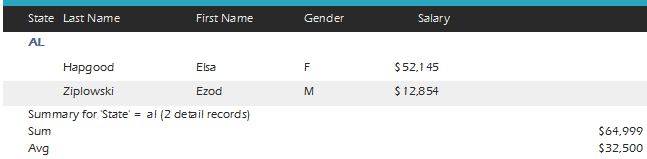 State Last Name First Name Gender Salary
AL
Hapgood Elsa F $52,145
Ziplowski Ezod M $12,854
Summary for 'State' = al (2 detail records)
Sum $64,999
Avg $32,500